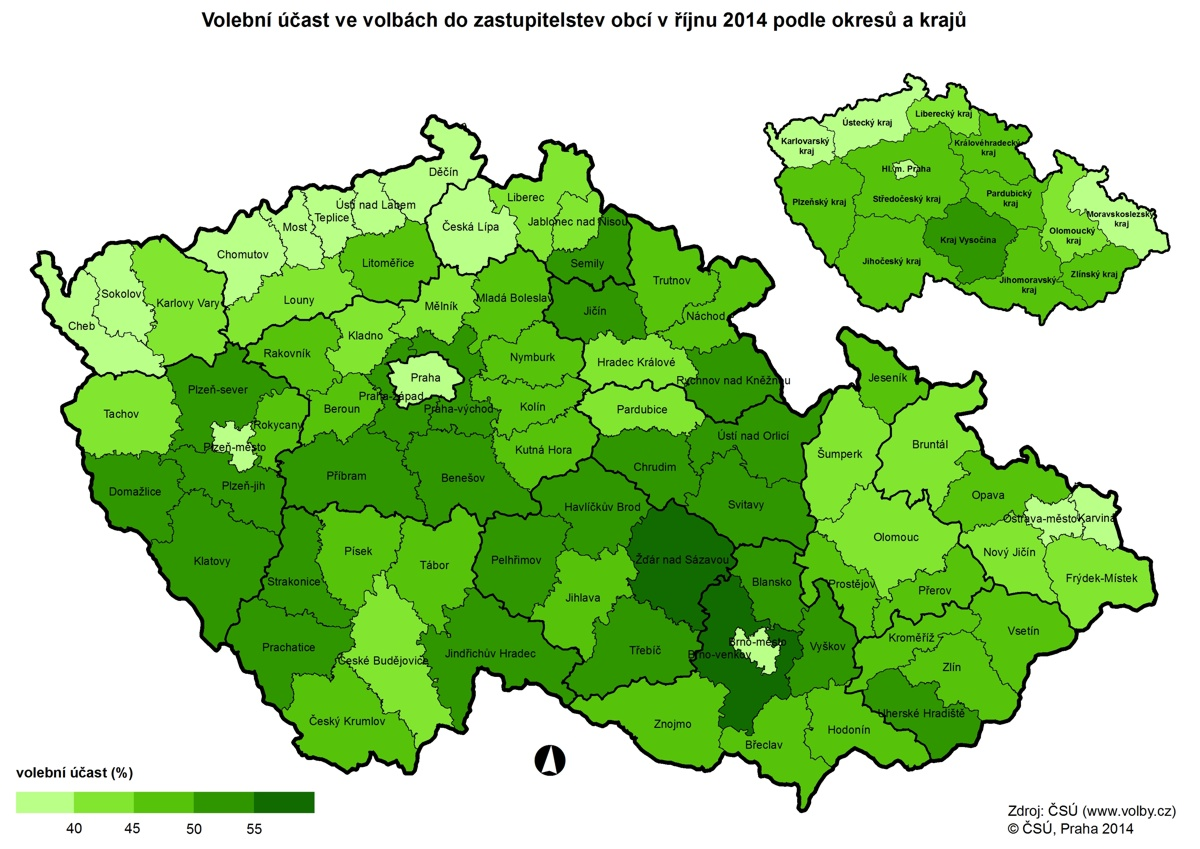 Volební účast ve volbách do zastupitelstev obcí v říjnu 2014 podle okresů a krajů
Ústecký kraj
Liberecký kraj
Karlovarský
kraj
Královéhradecký
kraj
Hl. m. Praha
Plzeňský kraj
Středočeský kraj
Pardubický
kraj
Moravskoslezský
kraj
Olomoucký
kraj
Kraj Vysočina
Jihočeský kraj
Zlínský kraj
Jihomoravský
kraj
Děčín
Ústí nad Labem
Liberec
Teplice
Jablonec nad Nisou
Most
Česká Lípa
Chomutov
Litoměřice
Semily
Trutnov
Sokolov
Karlovy Vary
Louny
Mladá Boleslav
Mělník
Jičín
Náchod
Cheb
Kladno
Rakovník
Nymburk
Hradec Králové
Praha
Rychnov nad Kněžnou
Jeseník
Plzeň-sever
Praha-západ
Praha-východ
Kolín
Pardubice
Tachov
Beroun
Rokycany
Ústí nad Orlicí
Bruntál
Plzeň-město
Kutná Hora
Šumperk
Chrudim
Příbram
Benešov
Domažlice
Plzeň-jih
Opava
Havlíčkův Brod
Svitavy
Ostrava-město
Karviná
Olomouc
Písek
Nový Jičín
Klatovy
Tábor
Pelhřimov
Žďár nad Sázavou
Strakonice
Blansko
Prostějov
Frýdek-Místek
Přerov
Jihlava
Vsetín
Kroměříž
Brno-město
Prachatice
Vyškov
Třebíč
Jindřichův Hradec
Brno-venkov
České Budějovice
Zlín
Uherské Hradiště
Český Krumlov
Znojmo
Hodonín
Břeclav
volební účast (%)
40 45 50 55
Zdroj: ČSÚ (www.volby.cz)
© ČSÚ, Praha 2014